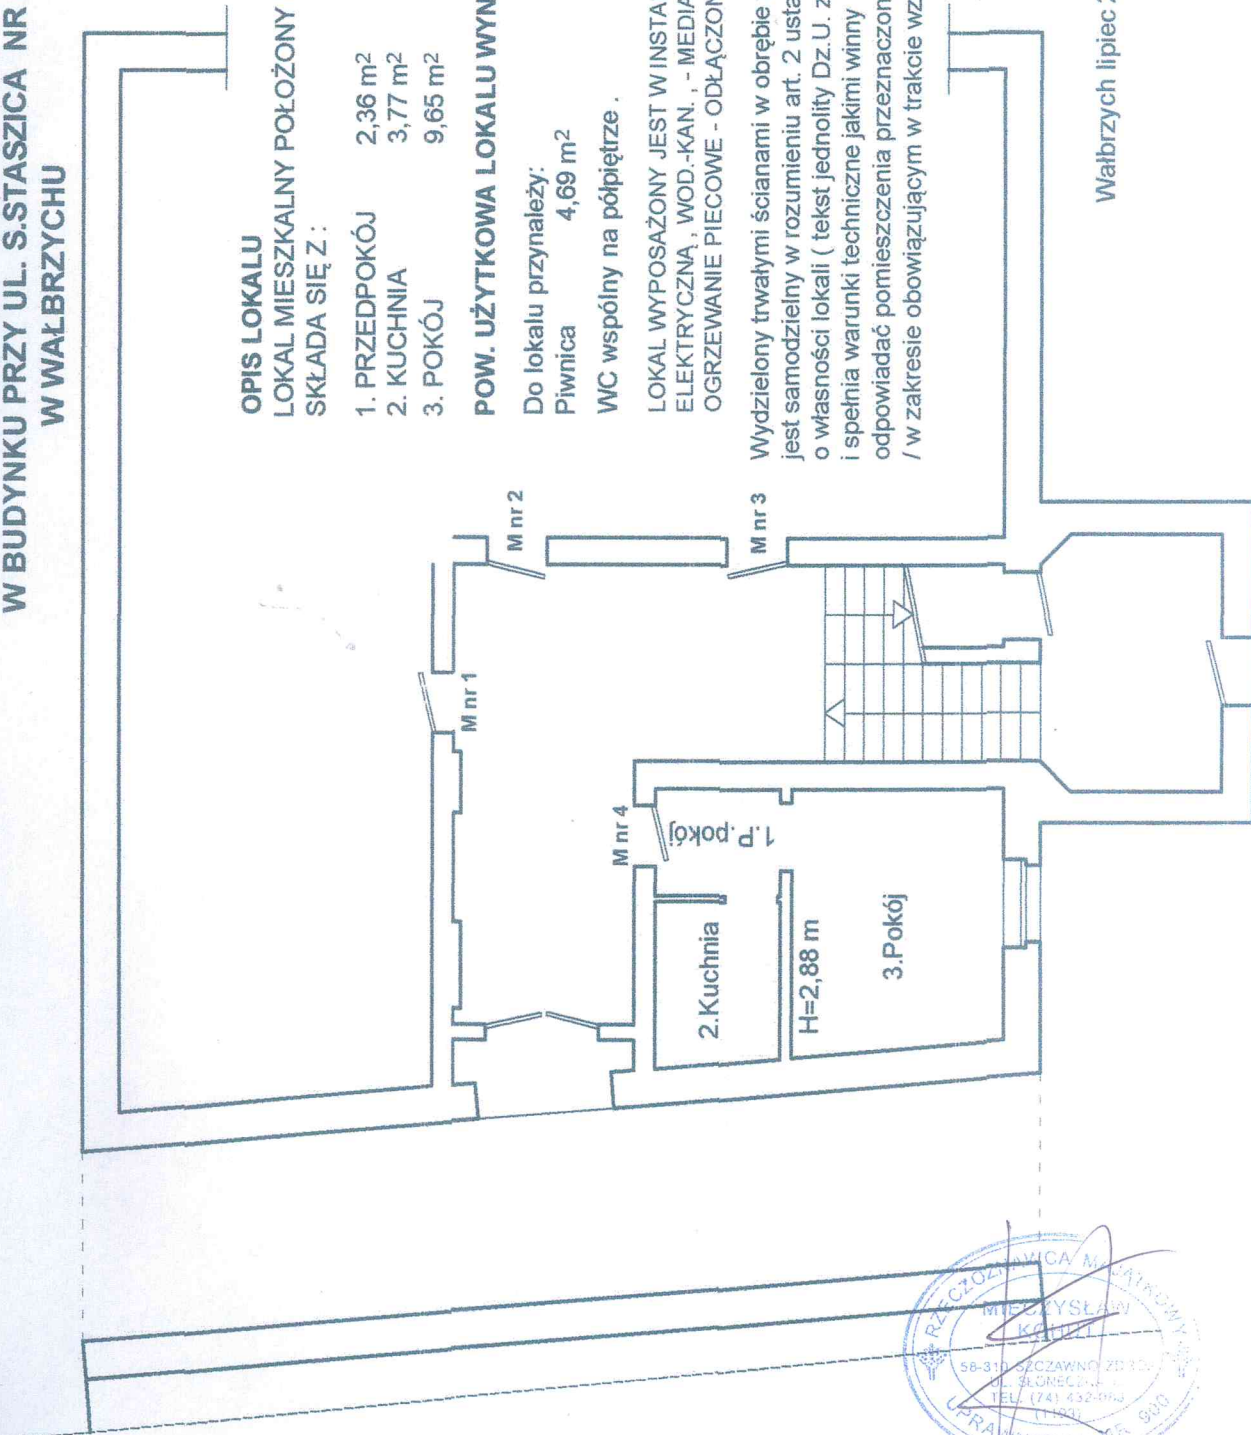 W BUDYNKU PRZY UL. S.STASZICA NR
W WAŁBRZYCHU
OPIS LOKALU
LOKAL MIESZKALNY POŁOŻONY
SKŁADA SIĘ Z :
1. PRZEDPOKÓJ 2,36 m²
2. KUCHNIA 3,77 m²
3. POKÓJ 9,65 m²
POW. UŻYTKOWA LOKALU WYN
Do lokalu przynależy:
Piwnica 4,69 m²
WC wspólny na półpiętrze .
LOKAL WYPOSAŻONY JEST W INSTA
ELEKTRYCZNĄ , WOD.-KAN. , - MEDIA
OGRZEWANIE PIECOWE - ODŁĄCZON
Wydzielony trwałymi ścianami w obrębie
jest samodzielny w rozumieniu art. 2 usta
o własności lokali ( tekst jednolity Dz.U. z
i spełnia warunki techniczne jakimi winny
odpowiadać pomieszczenia przeznaczon
/ w zakresie obowiązującym w trakcie wz
Wałbrzych lipiec
M nr 1
M nr 2
M nr 3
M nr 4
1.P.pokój
2.Kuchnia
H=2,88 m
3.Pokój
RZECZOZNAWCA MAJĄTKOWY
MIECZYSŁAW
58-310 SZCZAWNO
TEL. (74)